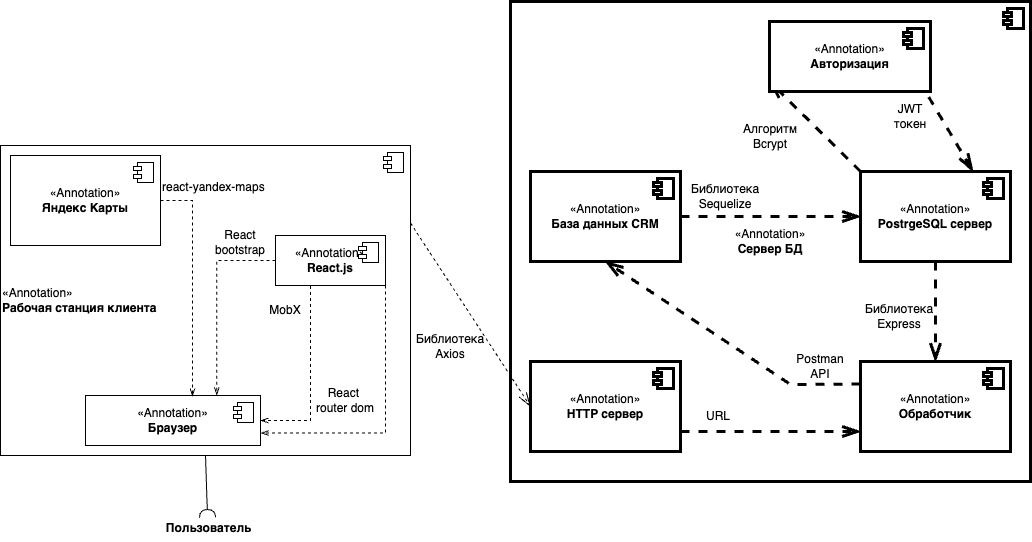 «Annotation»
Яндекс Карты
react-yandex-maps
React
bootstrap
«Annotation»
React.js
«Annotation»
Рабочая станция клиента
MobX
React
router dom
«Annotation»
Браузер
Пользователь
Библиотека
Axios
«Annotation»
Авторизация
Алгоритм
Bcrypt
JWT
токен
«Annotation»
База данных CRM
Библиотека
Sequelize
«Annotation»
Сервер БД
«Annotation»
PostrgeSQL сервер
Библиотека
Express
Postman
API
«Annotation»
HTTP сервер
URL
«Annotation»
Обработчик